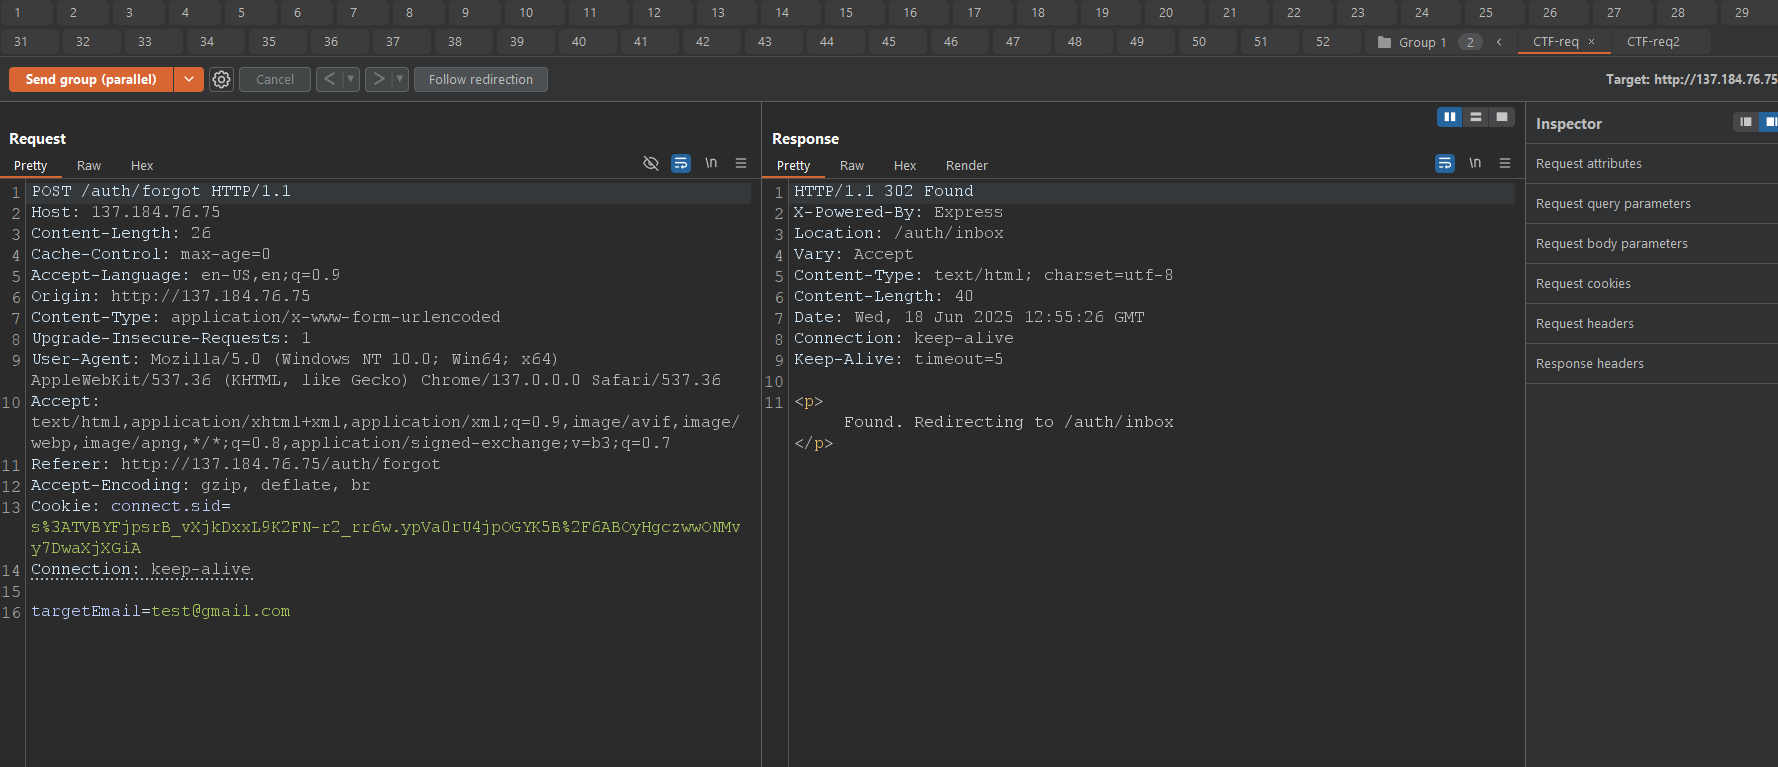 1 2 3 4 5 6 7 8 9 10 11 12 13 14 15 16 17 18 19 20 21 22 23 24 25 26 27 28 29
31 32 33 34 35 36 37 38 39 40 41 42 43 44 45 46 47 48 49 50 51 52 Group 1 2 CTF-req × CTF-req2
Send group (parallel) Cancel < > Follow redirection Target: http://137.184.76.75
Request
Pretty Raw Hex \n
1 POST /auth/forgot HTTP/1.1
2 Host: 137.184.76.75
3 Content-Length: 26
4 Cache-Control: max-age=0
5 Accept-Language: en-US,en;q=0.9
6 Origin: http://137.184.76.75
7 Content-Type: application/x-www-form-urlencoded
8 Upgrade-Insecure-Requests: 1
9 User-Agent: Mozilla/5.0 (Windows NT 10.0; Win64; x64)
AppleWebKit/537.36 (KHTML, like Gecko) Chrome/137.0.0.0 Safari/537.36
10 Accept:
text/html,application/xhtml+xml,application/xml;q=0.9,image/avif,image/
webp,image/apng,*/*;q=0.8,application/signed-exchange;v=b3;q=0.7
11 Referer: http://137.184.76.75/auth/forgot
12 Accept-Encoding: gzip, deflate, br
13 Cookie: connect.sid=
s%3ATVBYFjpsrB_vXjkDxxL9K2FN-r2_rr6w.ypVa0rU4jpOGYK5B%2F6ABOyHgczwwONMv
y7DwaXjXGiA
14 Connection: keep-alive
15
16 targetEmail=test@gmail.com
Response
Pretty Raw Hex Render \n
1 HTTP/1.1 302 Found
2 X-Powered-By: Express
3 Location: /auth/inbox
4 Vary: Accept
5 Content-Type: text/html; charset=utf-8
6 Content-Length: 40
7 Date: Wed, 18 Jun 2025 12:55:26 GMT
8 Connection: keep-alive
9 Keep-Alive: timeout=5
10
11 <p>
Found. Redirecting to /auth/inbox
</p>
Inspector
Request attributes
Request query parameters
Request body parameters
Request cookies
Request headers
Response headers